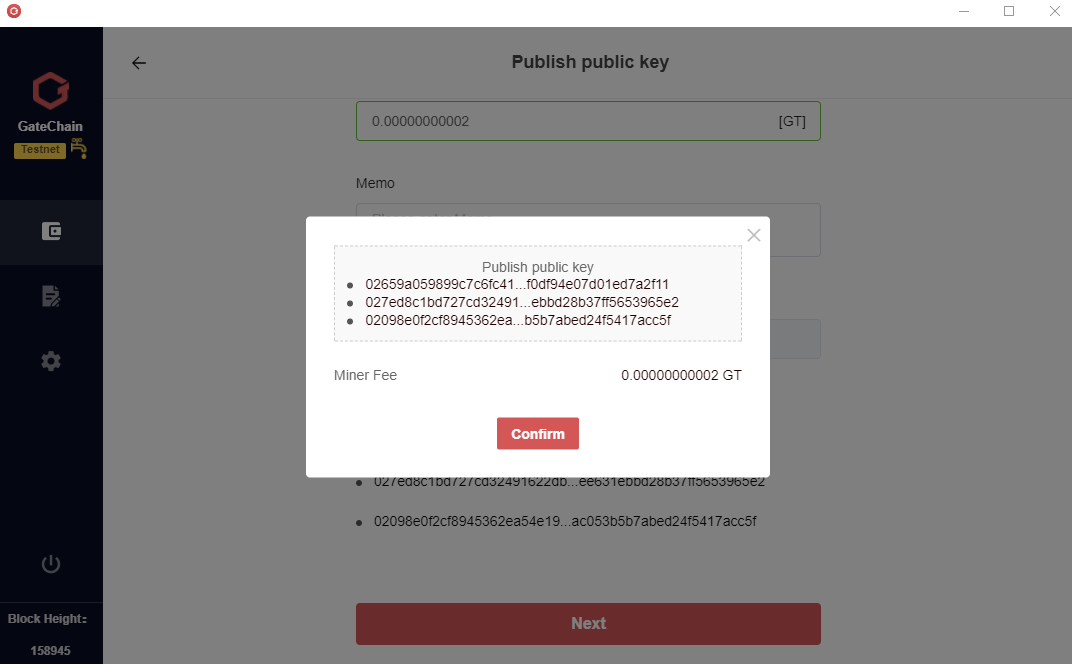 Publish public key
GateChain
Testnet
0.00000000002 [GT]
Memo
Publish public key
02659a059899c7c6fc41...f0df94e07d01ed7a2f11
027ed8c1bd727cd32491...ebbd28b37ff5653965e2
02098e0f2cf8945362ea...b5b7abed24f5417acc5f
Miner Fee 0.00000000002 GT
Confirm
027ed8c1bd727cd32491622db...ee631ebbd28b37ff5653965e2
02098e0f2cf8945362ea54e19...ac053b5b7abed24f5417acc5f
Next
Block Height:
158945